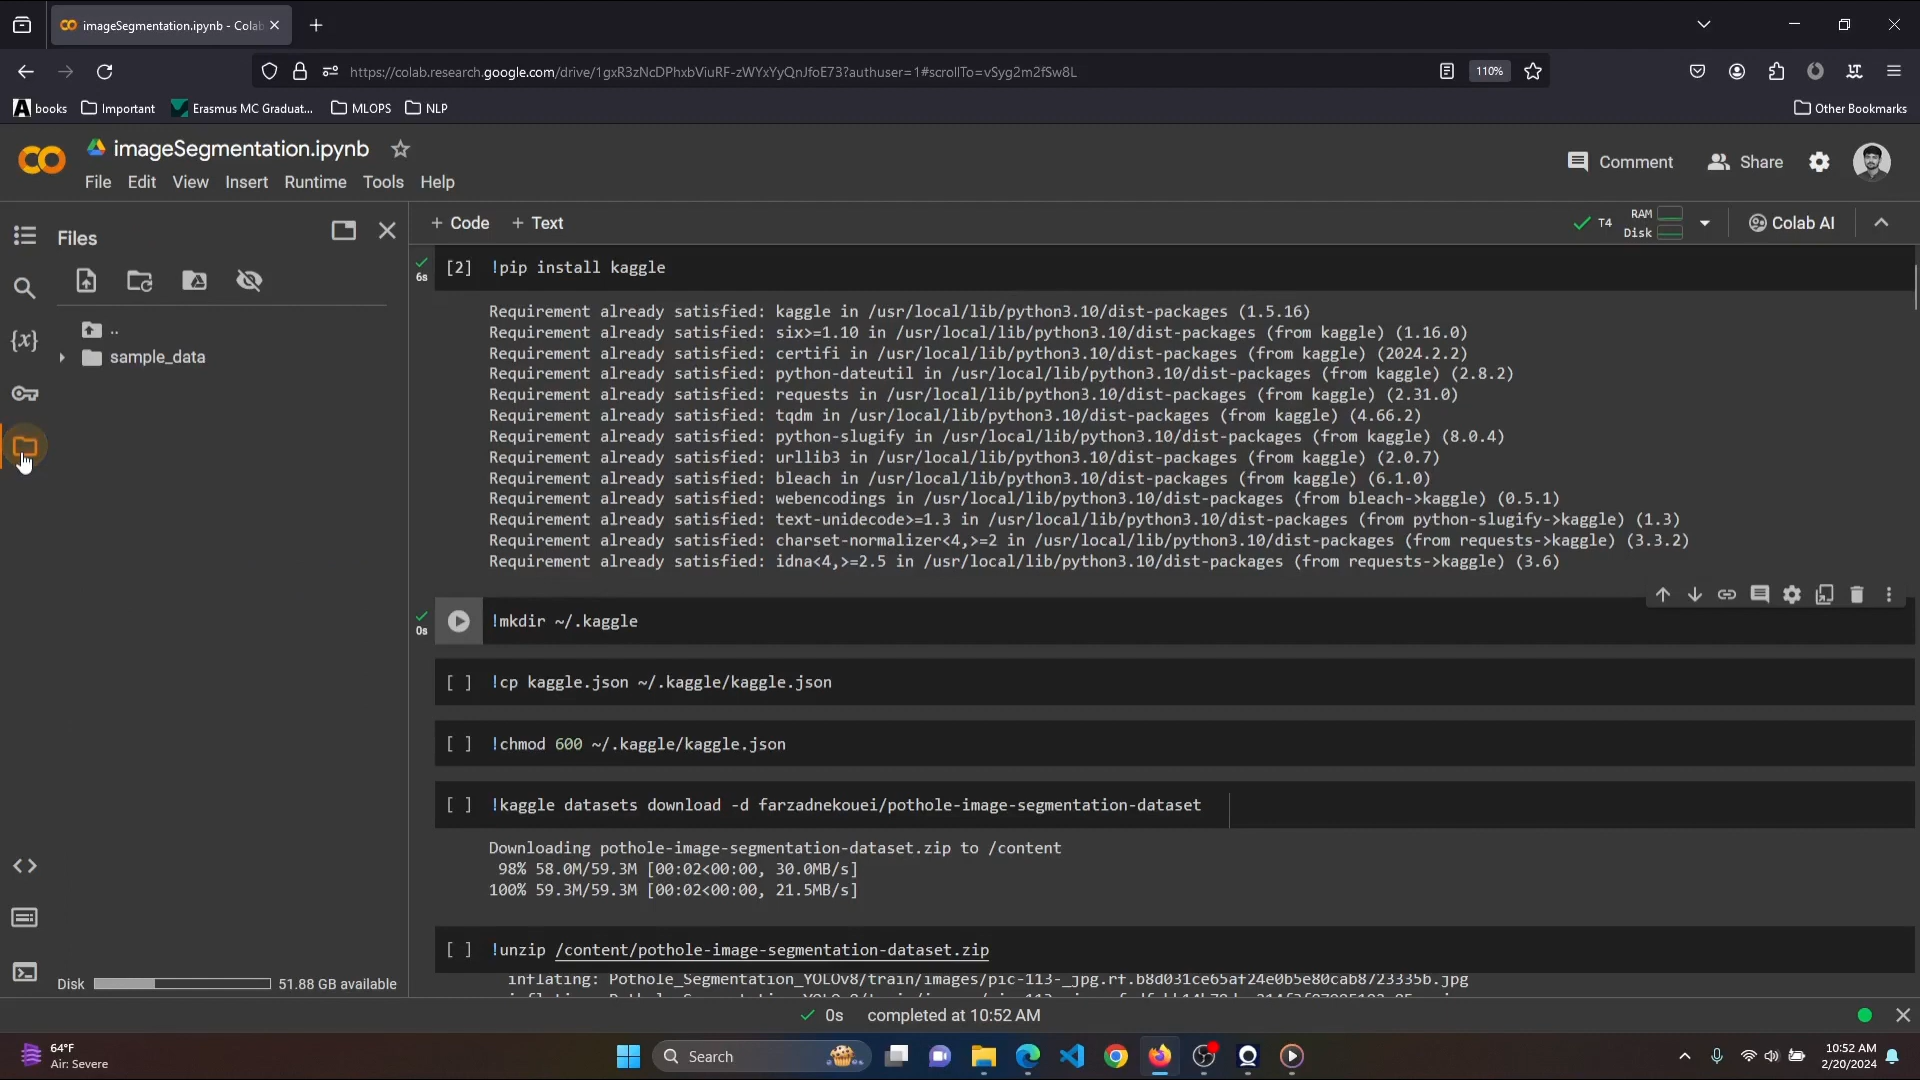 imageSegmentation.ipynb - Colab
https://colab.research.google.com/drive/1gxR3zNcDPhxbViuRF-zWYxYyQnJfoE73?authuser=1#scrollTo=vSyg2m2fSw8L
110%
books
Important
Erasmus MC Graduat...
MLOPS
NLP
Other Bookmarks
imageSegmentation.ipynb
Comment
Share
File Edit View Insert Runtime Tools Help
Files
+ Code + Text
T4
RAM
Disk
Colab AI
..
sample_data
6s
[2] !pip install kaggle
Requirement already satisfied: kaggle in /usr/local/lib/python3.10/dist-packages (1.5.16)
Requirement already satisfied: six>=1.10 in /usr/local/lib/python3.10/dist-packages (from kaggle) (1.16.0)
Requirement already satisfied: certifi in /usr/local/lib/python3.10/dist-packages (from kaggle) (2024.2.2)
Requirement already satisfied: python-dateutil in /usr/local/lib/python3.10/dist-packages (from kaggle) (2.8.2)
Requirement already satisfied: requests in /usr/local/lib/python3.10/dist-packages (from kaggle) (2.31.0)
Requirement already satisfied: tqdm in /usr/local/lib/python3.10/dist-packages (from kaggle) (4.66.2)
Requirement already satisfied: python-slugify in /usr/local/lib/python3.10/dist-packages (from kaggle) (8.0.4)
Requirement already satisfied: urllib3 in /usr/local/lib/python3.10/dist-packages (from kaggle) (2.0.7)
Requirement already satisfied: bleach in /usr/local/lib/python3.10/dist-packages (from kaggle) (6.1.0)
Requirement already satisfied: webencodings in /usr/local/lib/python3.10/dist-packages (from bleach->kaggle) (0.5.1)
Requirement already satisfied: text-unidecode>=1.3 in /usr/local/lib/python3.10/dist-packages (from python-slugify->kaggle) (1.3)
Requirement already satisfied: charset-normalizer<4,>=2 in /usr/local/lib/python3.10/dist-packages (from requests->kaggle) (3.3.2)
Requirement already satisfied: idna<4,>=2.5 in /usr/local/lib/python3.10/dist-packages (from requests->kaggle) (3.6)
0s
!mkdir ~/.kaggle
[ ] !cp kaggle.json ~/.kaggle/kaggle.json
[ ] !chmod 600 ~/.kaggle/kaggle.json
[ ] !kaggle datasets download -d farzadnekouei/pothole-image-segmentation-dataset
Downloading pothole-image-segmentation-dataset.zip to /content
98% 58.0M/59.3M [00:02<00:00, 30.0MB/s]
100% 59.3M/59.3M [00:02<00:00, 21.5MB/s]
[ ] !unzip /content/pothole-image-segmentation-dataset.zip
inflating: Pothole_Segmentation_YOLOv8/train/images/pic-113-_jpg.rf.b8d031ce65af24e0b5e80cab8723335b.jpg
Disk
51.88 GB available
0s completed at 10:52 AM
64°F
Air: Severe
Search
10:52 AM
2/20/2024